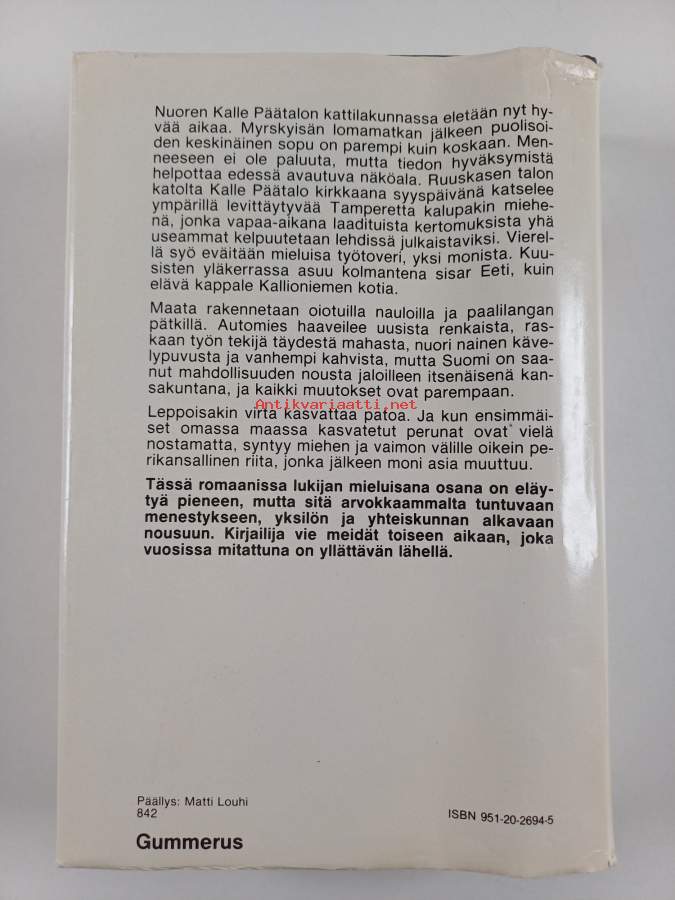 Nuoren Kalle Päätalon kattilakunnassa eletään nyt hy-
vää aikaa. Myrskyisän lomamatkan jälkeen puolisoi-
den keskinäinen sopu on parempi kuin koskaan. Men-
neeseen ei ole paluuta, mutta tiedon hyväksymistä
helpottaa edessä avautuva näköala. Ruuskasen talon
katolta Kalle Päätalo kirkkaana syyspäivänä katselee
ympärillä levittäytyvää Tamperetta kalupakin miehe-
nä, jonka vapaa-aikana laadituista kertomuksista yhä
useammat kelpuutetaan lehdissä julkaistaviksi. Vierel-
lä syö eväitään mieluisa työtoveri, yksi monista. Kuu-
sisten yläkerrassa asuu kolmantena sisar Eeti, kuin
elävä kappale Kallioniemen kotia.
Maata rakennetaan oiotuilla nauloilla ja paalilangan
pätkillä. Automies haaveilee uusista renkaista, ras-
kaan työn tekijä täydestä mahasta, nuori nainen käve-
lypuvusta ja vanhempi kahvista, mutta Suomi on saa-
nut mahdollisuuden nousta jaloilleen itsenäisenä kan-
sakuntana, ja kaikki muutokset ovat parempaan.
Antikvariaatti.net
Leppoisakin virta kasvattaa patoa. Ja kun ensimmäi-
set omassa maassa kasvatetut perunat ovat vielä
nostamatta, syntyy miehen ja vaimon välille oikein pe-
rikansallinen riita, jonka jälkeen moni asia muuttuu.
Tässä romaanissa lukijan mieluisana osana on eläy-
tyä pieneen, mutta sitä arvokkaammalta tuntuvaan
menestykseen, yksilön ja yhteiskunnan alkavaan
nousuun. Kirjailija vie meidät toiseen aikaan, joka
vuosissa mitattuna on yllättävän lähellä.
Päällys: Matti Louhi
842
ISBN 951-20-2694-5
Gummerus